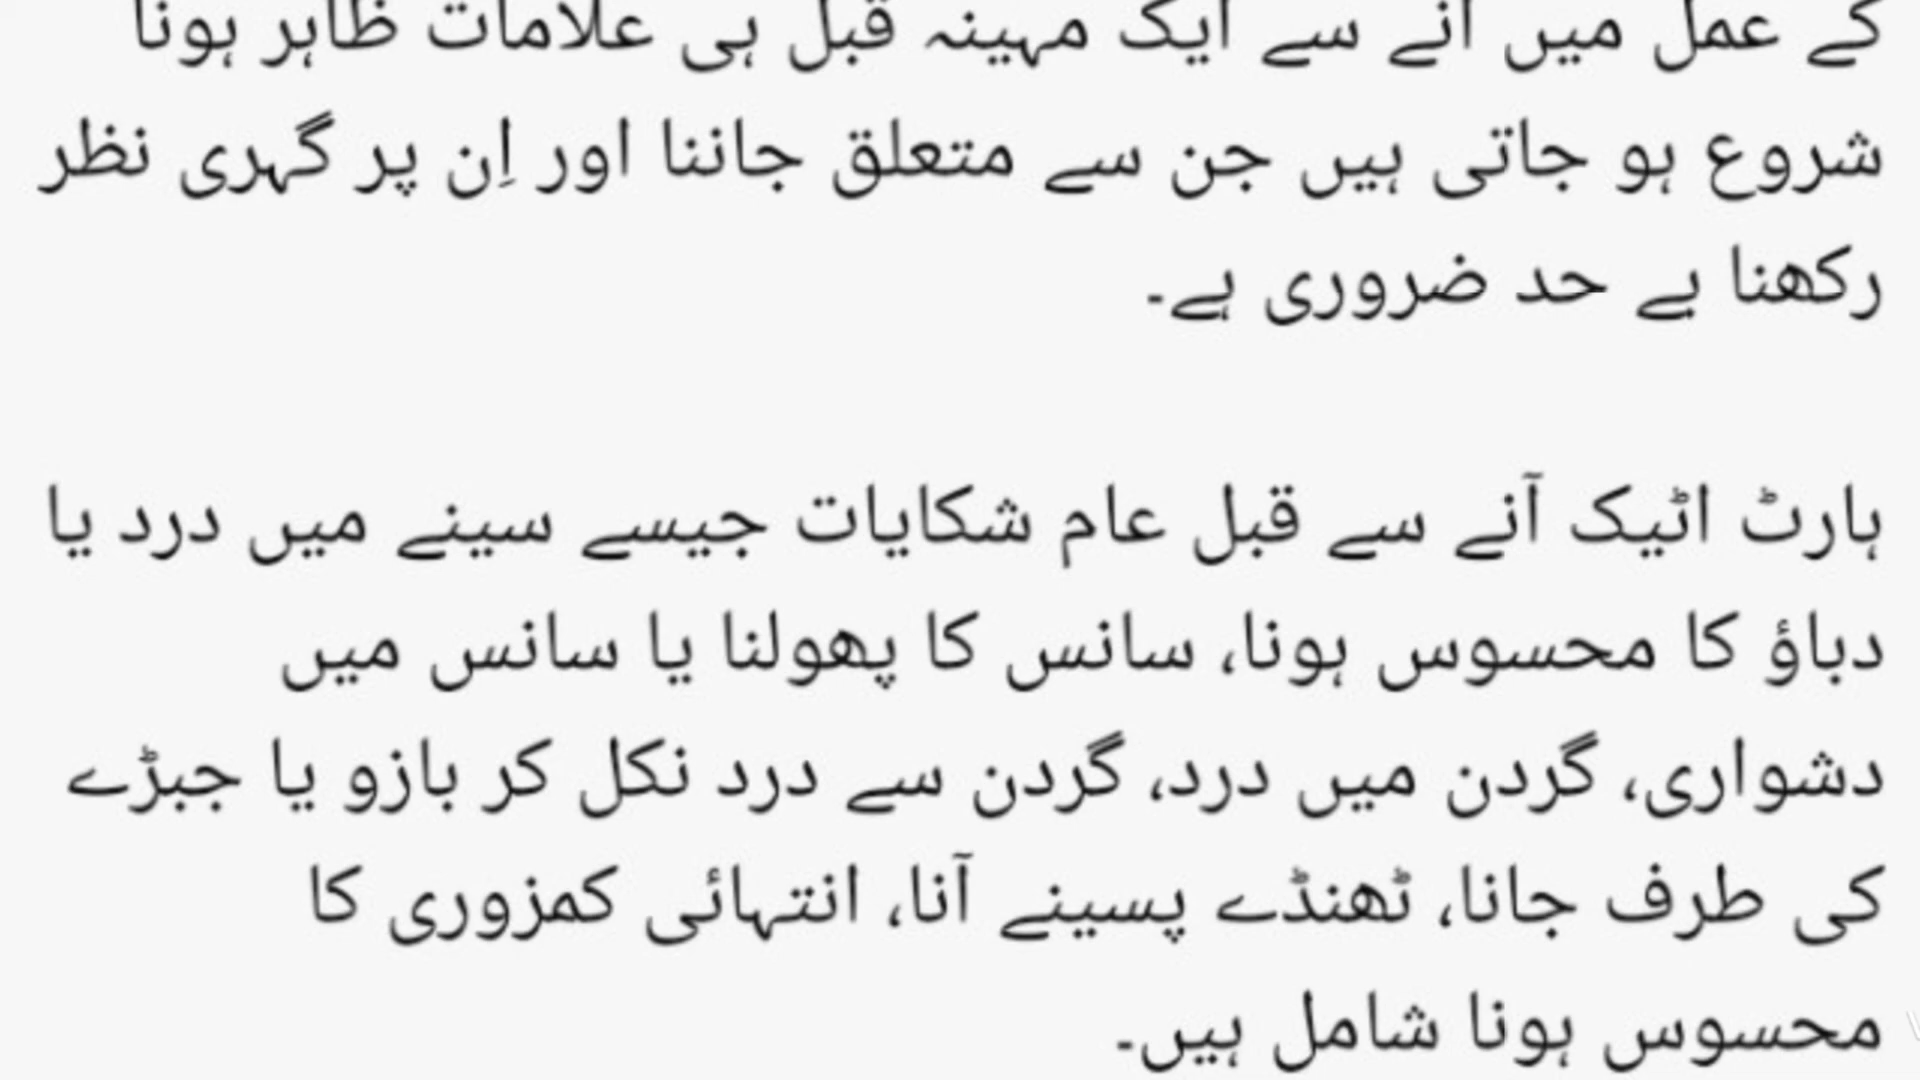 کے عمل میں آنے سے ایک مہینہ قبل ہی علامات ظاہر ہونا
شروع ہو جاتی ہیں جن سے متعلق جاننا اور اِن پر گہری نظر
رکھنا بے حد ضروری ہے۔
ہارٹ اٹیک آنے سے قبل عام شکایات جیسے سینے میں درد یا
دباؤ کا محسوس ہونا، سانس کا پھولنا یا سانس میں
دشواری، گردن میں درد، گردن سے درد نکل کر بازو یا جبڑے
کی طرف جانا، ٹھنڈے پسینے آنا، انتہائی کمزوری کا
محسوس ہونا شامل ہیں۔